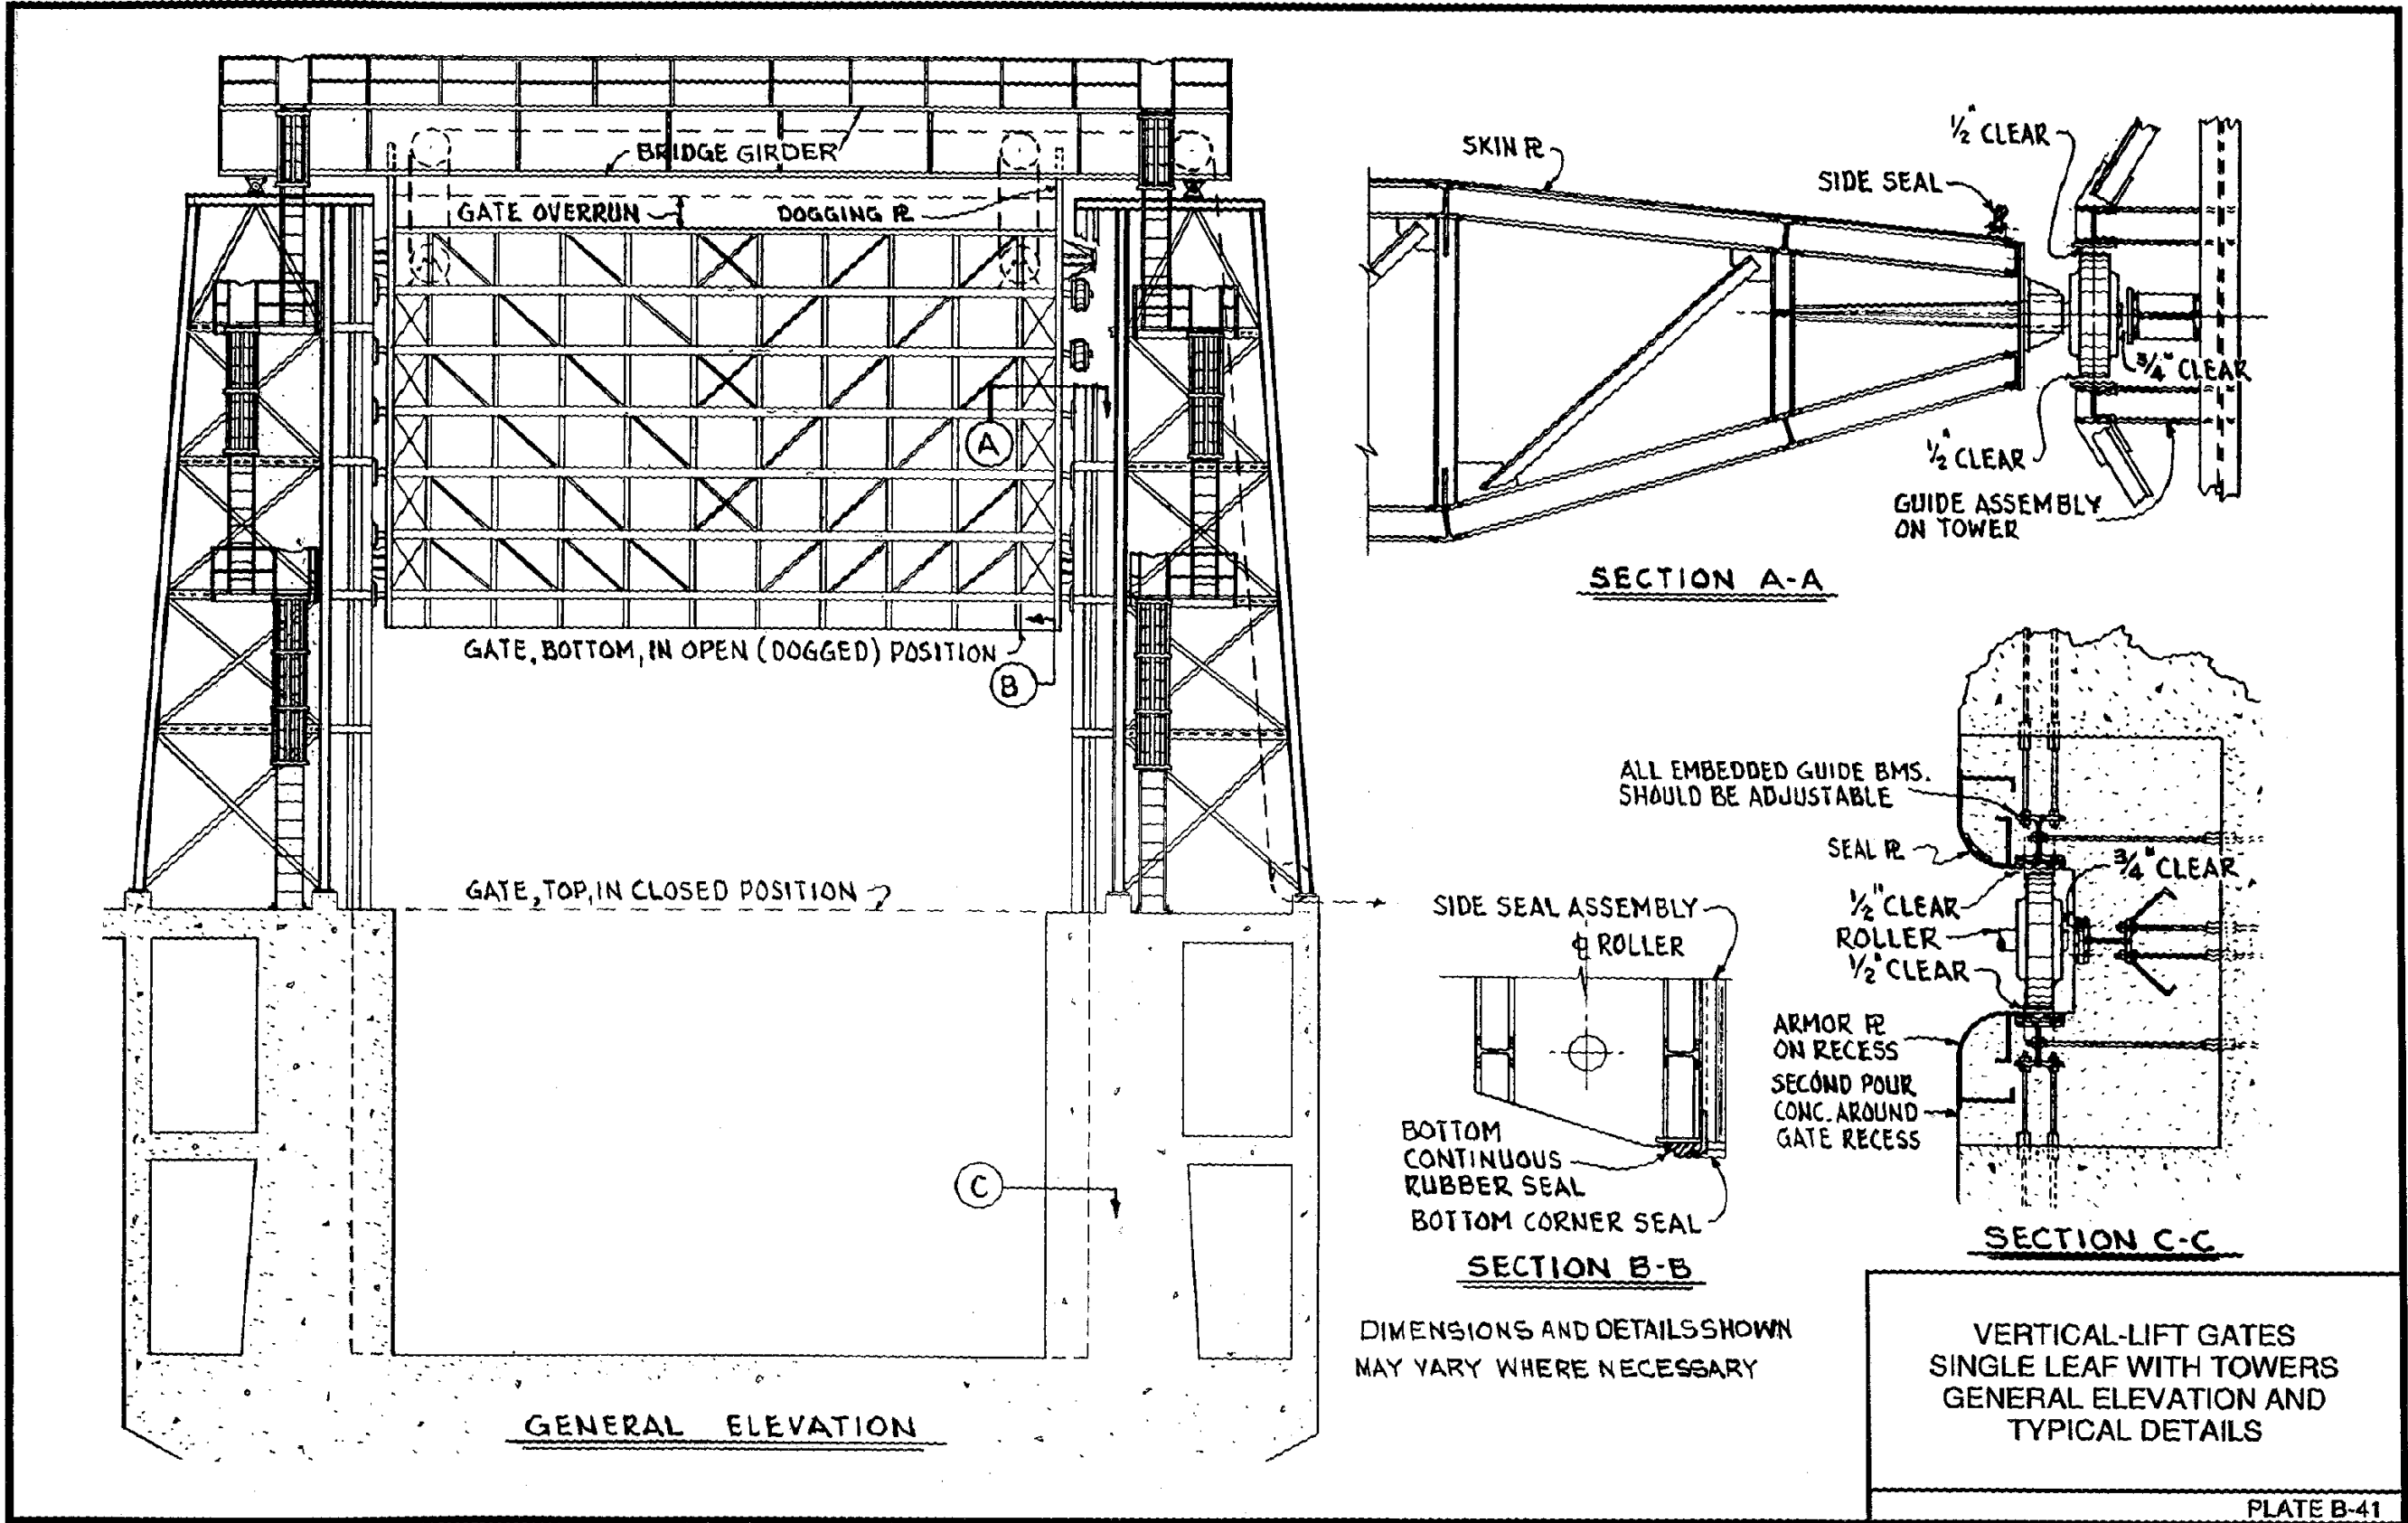 BRIDGE GIRDER
GATE OVERRUN
DOGGING ⅊
GATE, BOTTOM, IN OPEN (DOGGED) POSITION
A
B
GATE, TOP, IN CLOSED POSITION
C
GENERAL ELEVATION
SKIN ⅊
1/2" CLEAR
SIDE SEAL
3/4" CLEAR
1/2" CLEAR
GUIDE ASSEMBLY
ON TOWER
SECTION A-A
SIDE SEAL ASSEMBLY
℄ ROLLER
BOTTOM
CONTINUOUS
RUBBER SEAL
BOTTOM CORNER SEAL
SECTION B-B
ALL EMBEDDED GUIDE BMS.
SHOULD BE ADJUSTABLE
SEAL ⅊
3/4" CLEAR
1/2" CLEAR
ROLLER
1/2" CLEAR
ARMOR ⅊
ON RECESS
SECOND POUR
CONC. AROUND
GATE RECESS
SECTION C-C
DIMENSIONS AND DETAILS SHOWN
MAY VARY WHERE NECESSARY
VERTICAL-LIFT GATES
SINGLE LEAF WITH TOWERS
GENERAL ELEVATION AND
TYPICAL DETAILS
PLATE B-41